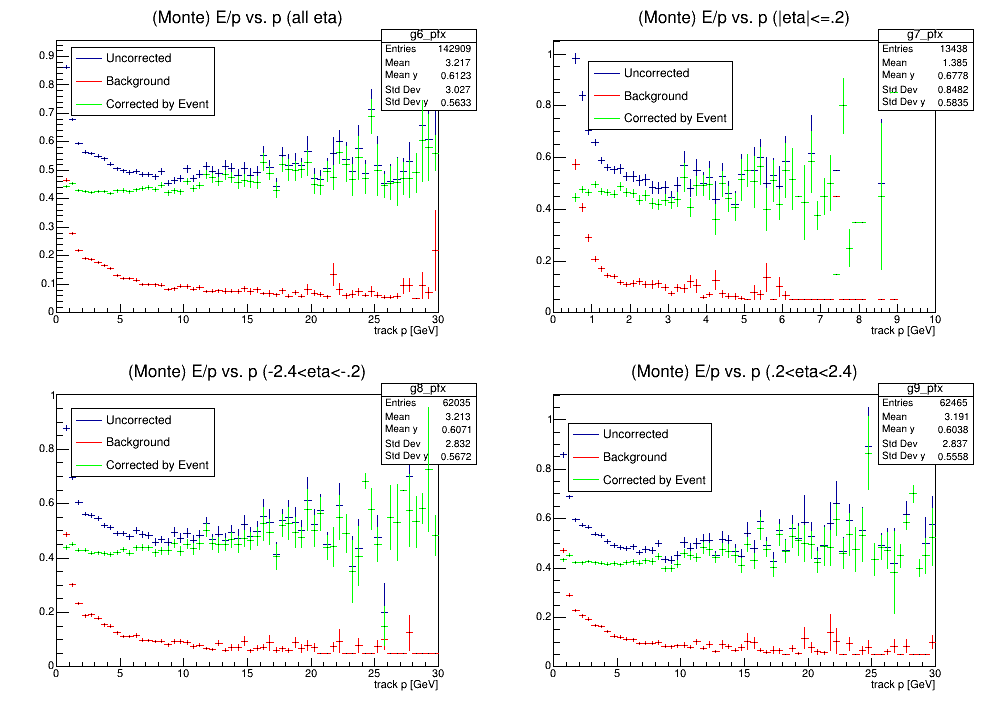 (Monte) E/p vs. p (all eta)
g6_pfx
Entries 142909
Mean 3.217
Mean y 0.6123
Std Dev 3.027
Std Dev y 0.5633
Uncorrected
Background
Corrected by Event
0.9
0.8
0.7
0.6
0.5
0.4
0.3
0.2
0.1
0
0 5 10 15 20 25 30
track p [GeV]
(Monte) E/p vs. p (|eta|<=.2)
g7_pfx
Entries 13438
Mean 1.385
Mean y 0.6778
Std Dev 0.8482
Std Dev y 0.5835
Uncorrected
Background
Corrected by Event
1
0.8
0.6
0.4
0.2
0
0 1 2 3 4 5 6 7 8 9 10
track p [GeV]
(Monte) E/p vs. p (-2.4<eta<-.2)
g8_pfx
Entries 62035
Mean 3.213
Mean y 0.6071
Std Dev 2.832
Std Dev y 0.5672
Uncorrected
Background
Corrected by Event
1
0.8
0.6
0.4
0.2
0
0 5 10 15 20 25 30
track p [GeV]
(Monte) E/p vs. p (.2<eta<2.4)
g9_pfx
Entries 62465
Mean 3.191
Mean y 0.6038
Std Dev 2.837
Std Dev y 0.5558
Uncorrected
Background
Corrected by Event
1
0.8
0.6
0.4
0.2
0
0 5 10 15 20 25 30
track p [GeV]